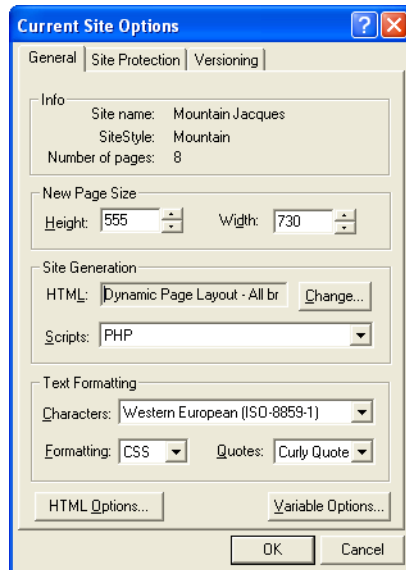 Current Site Options
General Site Protection Versioning
Info
Site name: Mountain Jacques
SiteStyle: Mountain
Number of pages: 8
New Page Size
Height: 555 Width: 730
Site Generation
HTML: Dynamic Page Layout - All br Change...
Scripts: PHP
Text Formatting
Characters: Western European (ISO-8859-1)
Formatting: CSS Quotes: Curly Quote
HTML Options... Variable Options...
OK Cancel